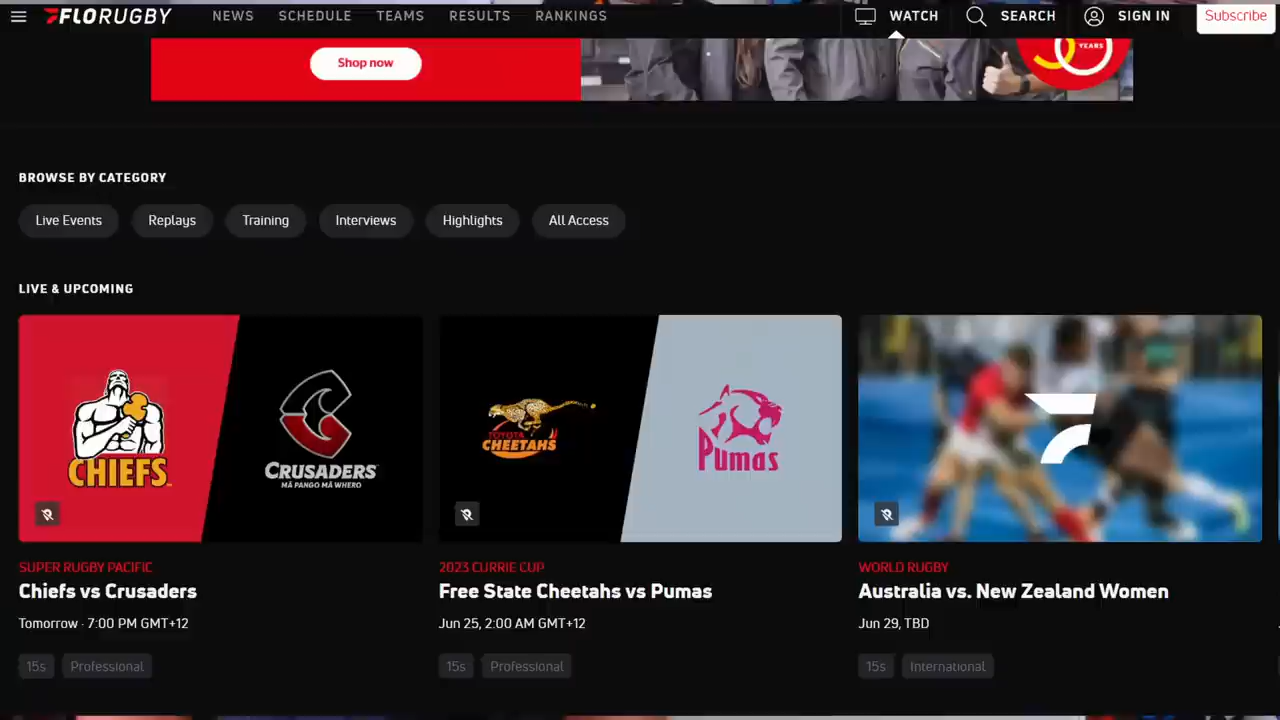 FLORUGBY
NEWS
SCHEDULE
TEAMS
RESULTS
RANKINGS
WATCH
SEARCH
SIGN IN
Subscribe
Shop now
50
YEARS
BROWSE BY CATEGORY
Live Events
Replays
Training
Interviews
Highlights
All Access
LIVE & UPCOMING
CHIEFS
CRUSADERS
MĀ PANGO MĀ WHERO
TOYOTA
CHEETAHS
PUMAS
SUPER RUGBY PACIFIC
Chiefs vs Crusaders
Tomorrow · 7:00 PM GMT+12
15s
Professional
2023 CURRIE CUP
Free State Cheetahs vs Pumas
Jun 25, 2:00 AM GMT+12
15s
Professional
WORLD RUGBY
Australia vs. New Zealand Women
Jun 29, TBD
15s
International